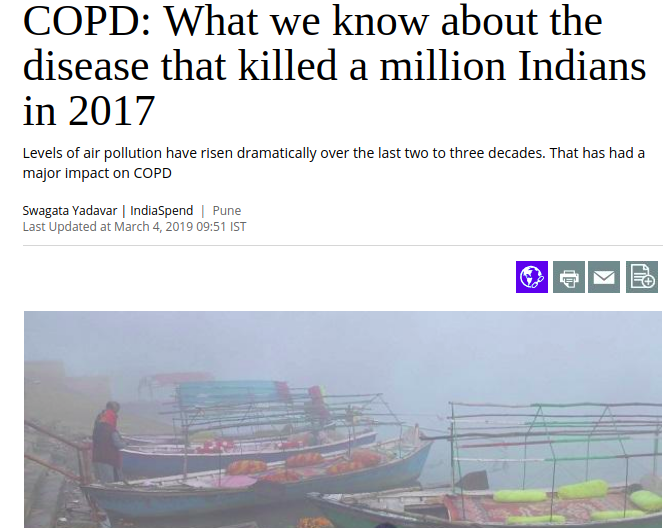 COPD: What we know about the
disease that killed a million Indians
in 2017
Levels of air pollution have risen dramatically over the last two to three decades. That has had a
major impact on COPD
Swagata Yadavar | IndiaSpend | Pune
Last Updated at March 4, 2019 09:51 IST